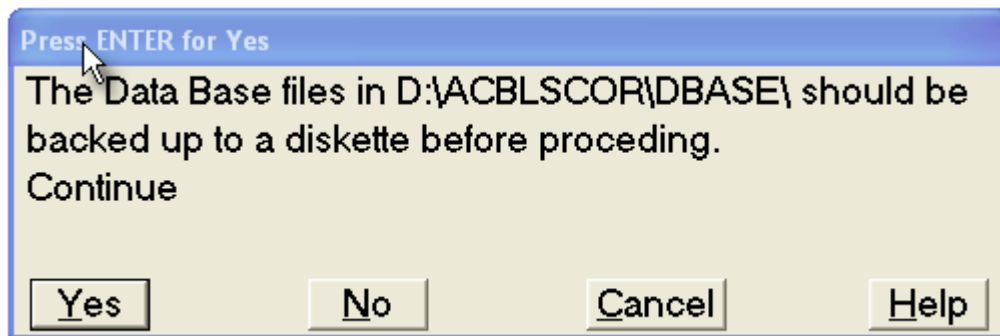 Press ENTER for Yes
The Data Base files in D:\ACBLSCOR\DBASE\ should be
backed up to a diskette before proceding.
Continue
Yes No Cancel Help